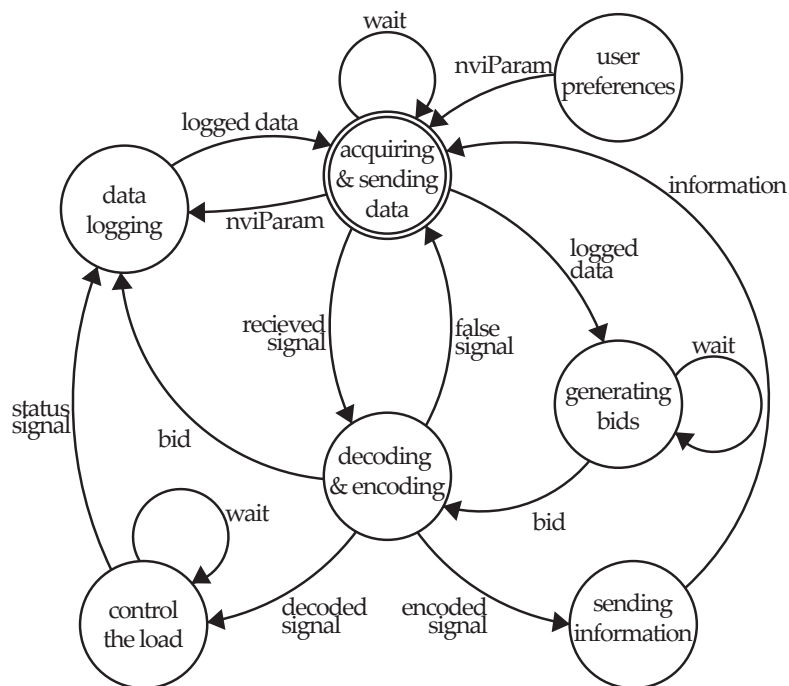 wait
user
preferences
nviParam
logged data
acquiring
& sending
data
information
data
logging
nviParam
logged
data
recieved
signal
false
signal
wait
generating
bids
status
signal
bid
decoding
& encoding
bid
wait
control
the load
decoded
signal
encoded
signal
sending
information